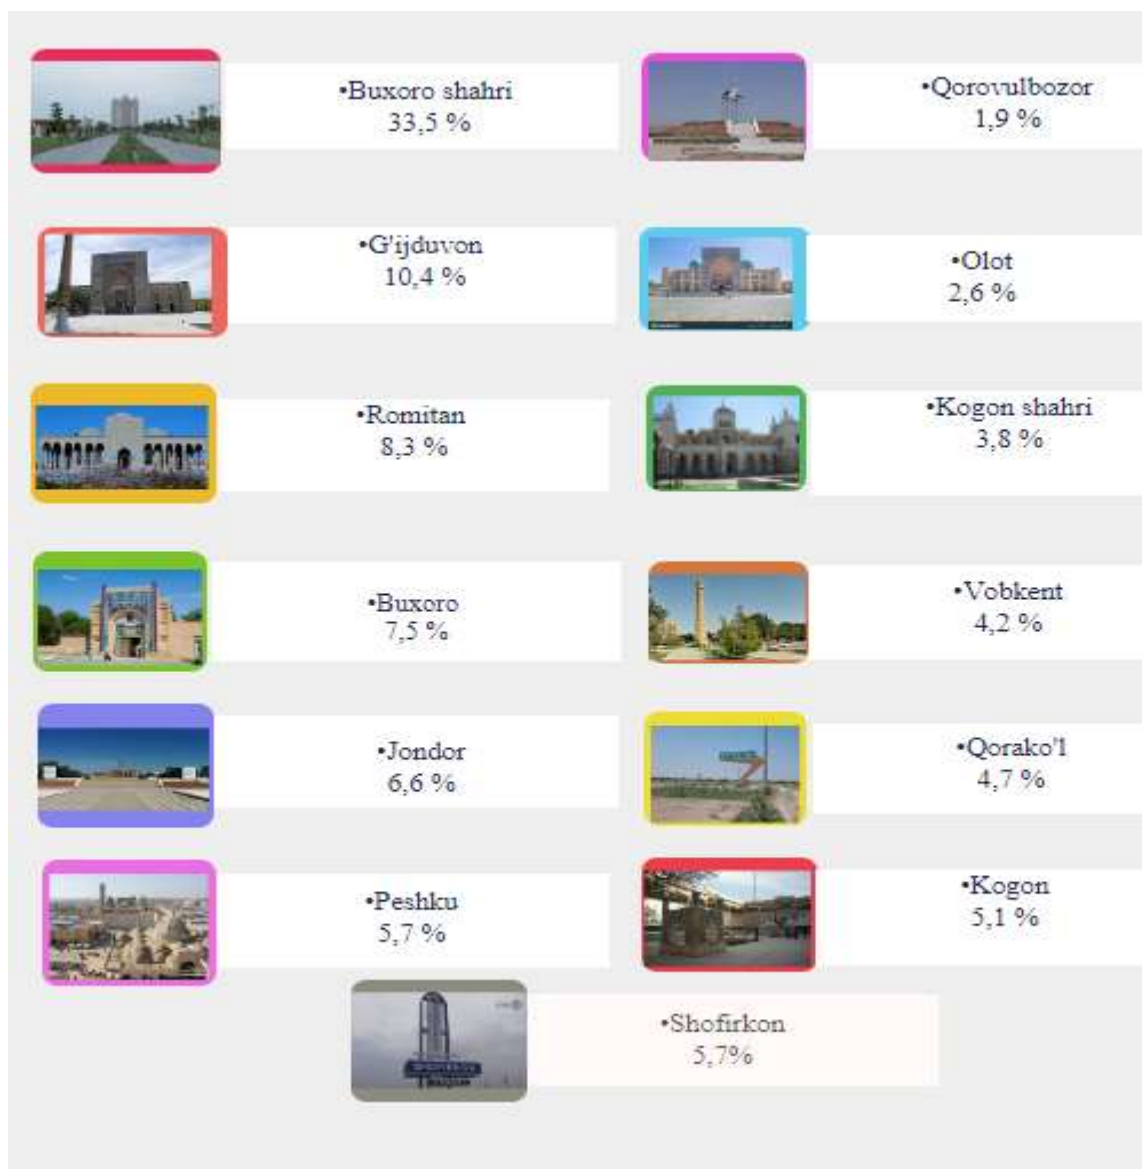 •Buxoro shahri
33,5 %
•Qorovulbozor
1,9 %
•G'ijduvon
10,4 %
•Olot
2,6 %
•Romitan
8,3 %
•Kogon shahri
3,8 %
•Buxoro
7,5 %
•Vobkent
4,2 %
•Jondor
6,6 %
•Qorako'l
4,7 %
•Peshku
5,7 %
•Kogon
5,1 %
•Shofirkon
5,7%